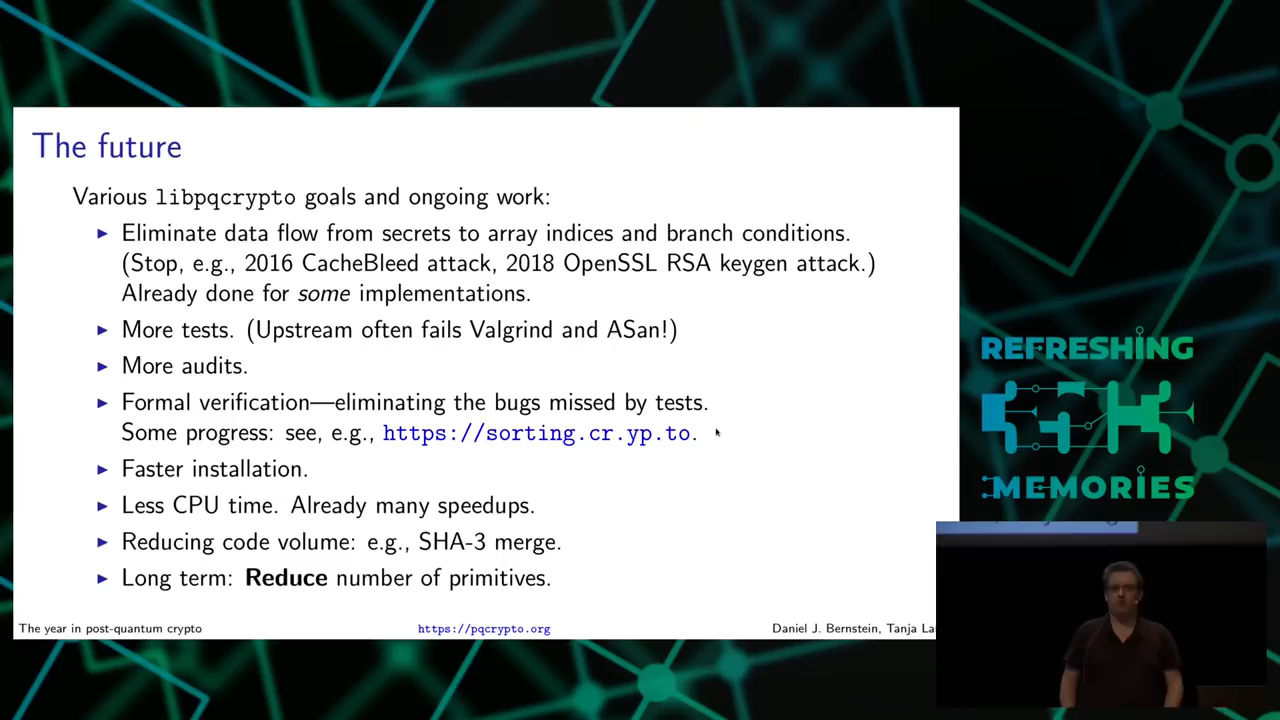 The future
Various libpqcrypto goals and ongoing work:
▶ Eliminate data flow from secrets to array indices and branch conditions.
(Stop, e.g., 2016 CacheBleed attack, 2018 OpenSSL RSA keygen attack.)
Already done for some implementations.
▶ More tests. (Upstream often fails Valgrind and ASan!)
▶ More audits.
▶ Formal verification—eliminating the bugs missed by tests.
Some progress: see, e.g., https://sorting.cr.yp.to.
▶ Faster installation.
▶ Less CPU time. Already many speedups.
▶ Reducing code volume: e.g., SHA-3 merge.
▶ Long term: Reduce number of primitives.
The year in post-quantum crypto
https://pqcrypto.org
Daniel J. Bernstein, Tanja
REFRESHING
MEMORIES